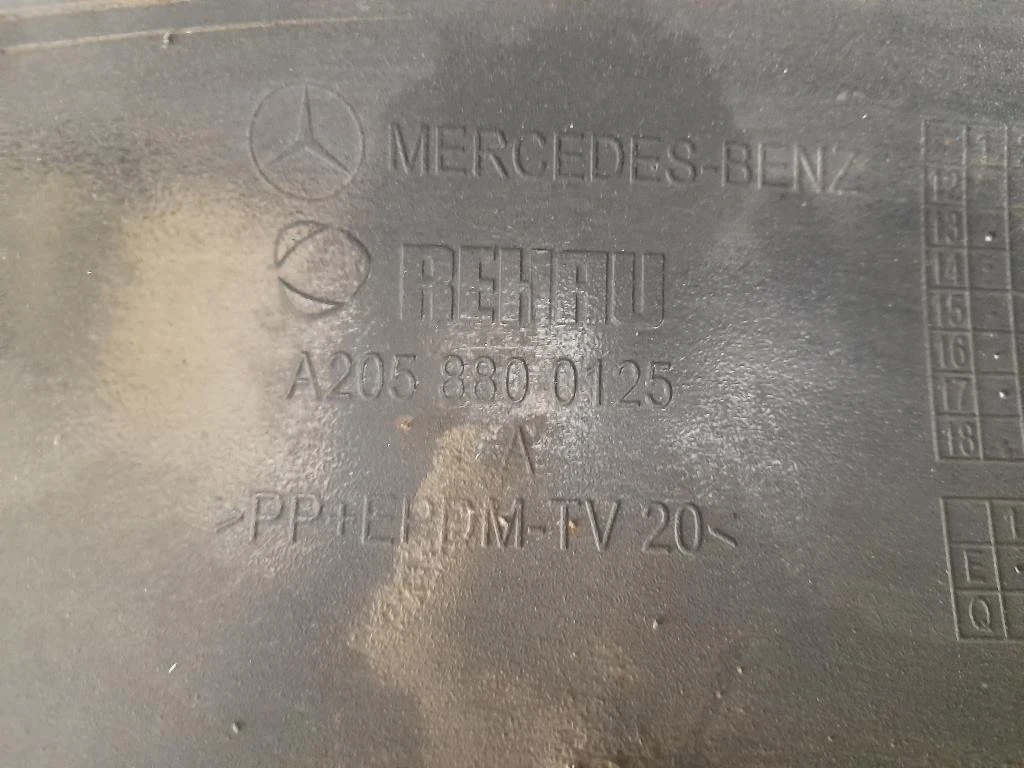 MERCEDES-BENZ
REHAU
A205 880 0125
A
>PP+EPDM-TV 20<
12
13
14
15
16
17
18
E
Q